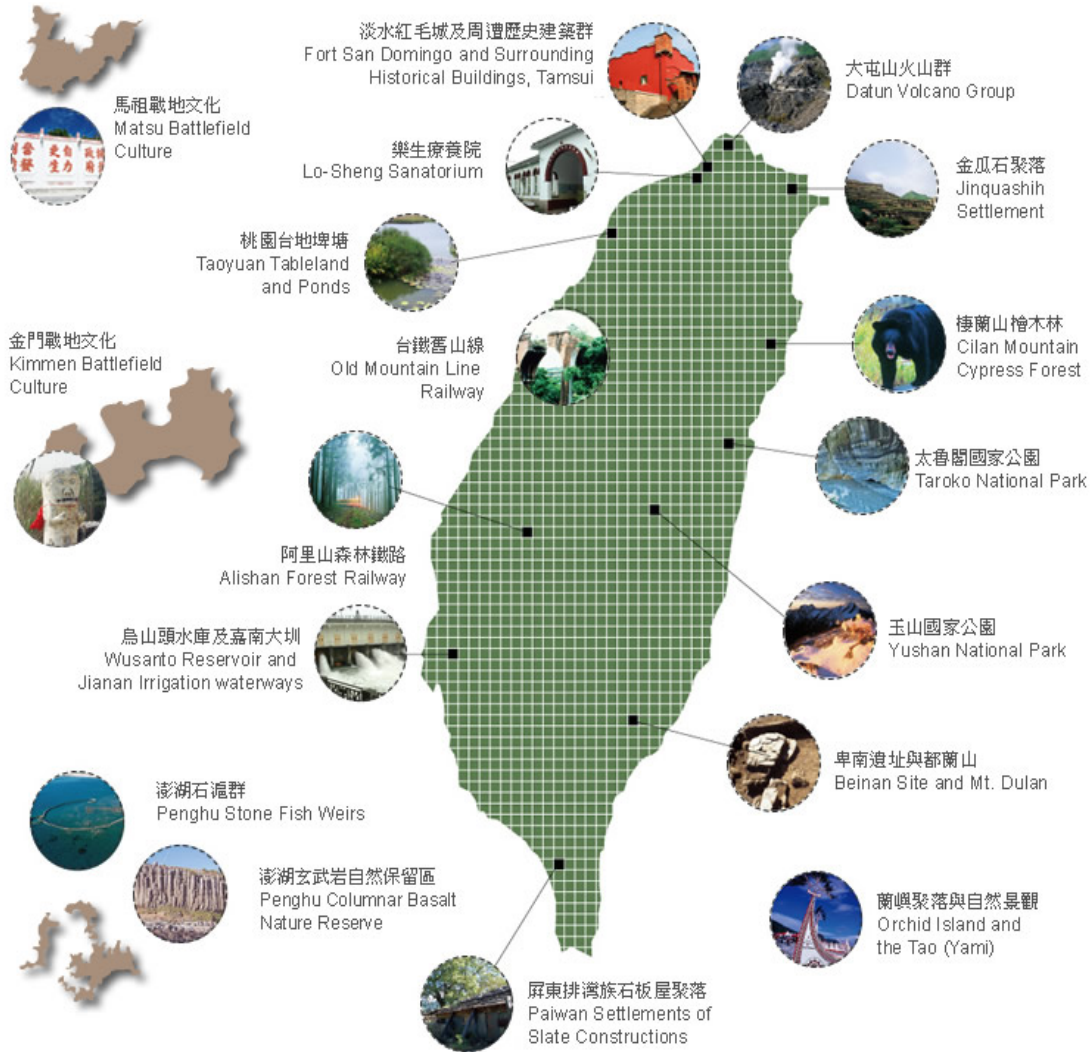 淡水紅毛城及周遭歷史建築群
Fort San Domingo and Surrounding
Historical Buildings, Tamsui
大屯山火山群
Datun Volcano Group
馬祖戰地文化
Matsu Battlefield
Culture
樂生療養院
Lo-Sheng Sanatorium
金瓜石聚落
Jinquashih
Settlement
桃園台地埤塘
Taoyuan Tableland
and Ponds
金門戰地文化
Kimmen Battlefield
Culture
台鐵舊山線
Old Mountain Line
Railway
棲蘭山檜木林
Cilan Mountain
Cypress Forest
太魯閣國家公園
Taroko National Park
阿里山森林鐵路
Alishan Forest Railway
烏山頭水庫及嘉南大圳
Wusanto Reservoir and
Jianan Irrigation waterways
玉山國家公園
Yushan National Park
卑南遺址與都蘭山
Beinan Site and Mt. Dulan
澎湖石滬群
Penghu Stone Fish Weirs
澎湖玄武岩自然保留區
Penghu Columnar Basalt
Nature Reserve
蘭嶼聚落與自然景觀
Orchid Island and
the Tao (Yami)
屏東排灣族石板屋聚落
Paiwan Settlements of
Slate Constructions